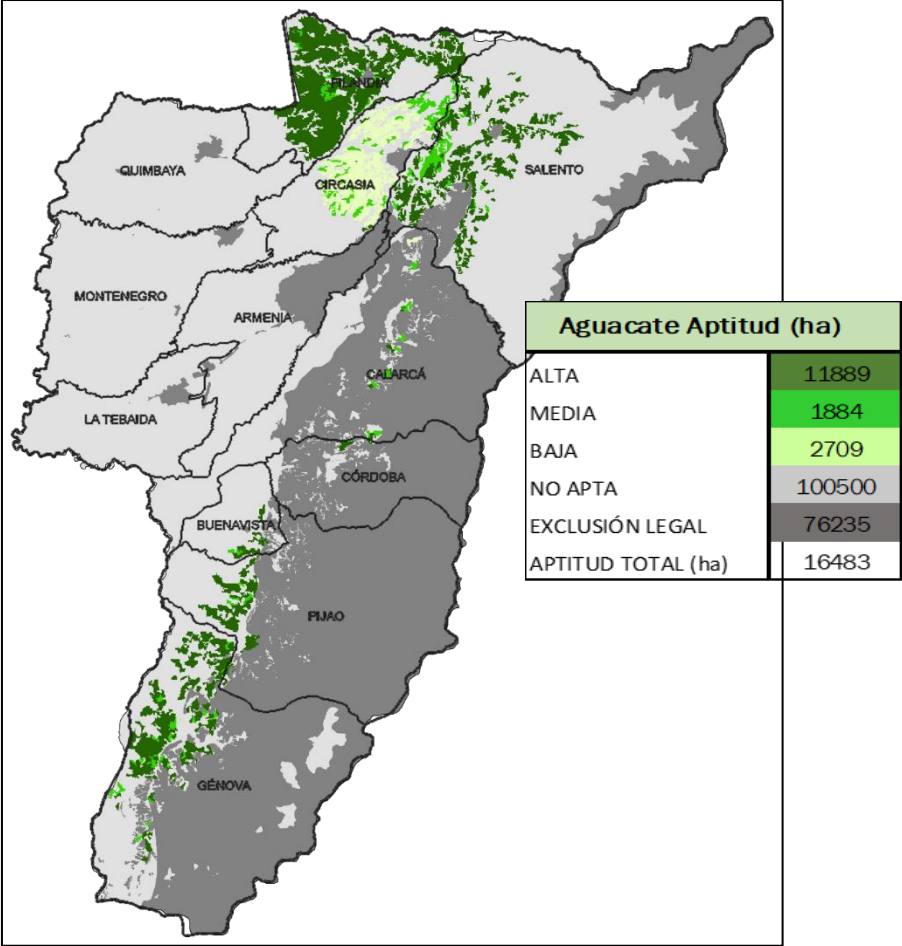 FILANDIA
QUIMBAYA
CIRCASIA
SALENTO
MONTENEGRO
ARMENIA
Aguacate Aptitud (ha)
ALTA 11889
MEDIA 1884
BAJA 2709
NO APTA 100500
EXCLUSIÓN LEGAL 76235
APTITUD TOTAL (ha) 16483
CALARCÁ
LA TEBAIDA
CÓRDOBA
BUENAVISTA
PIJAO
GÉNOVA